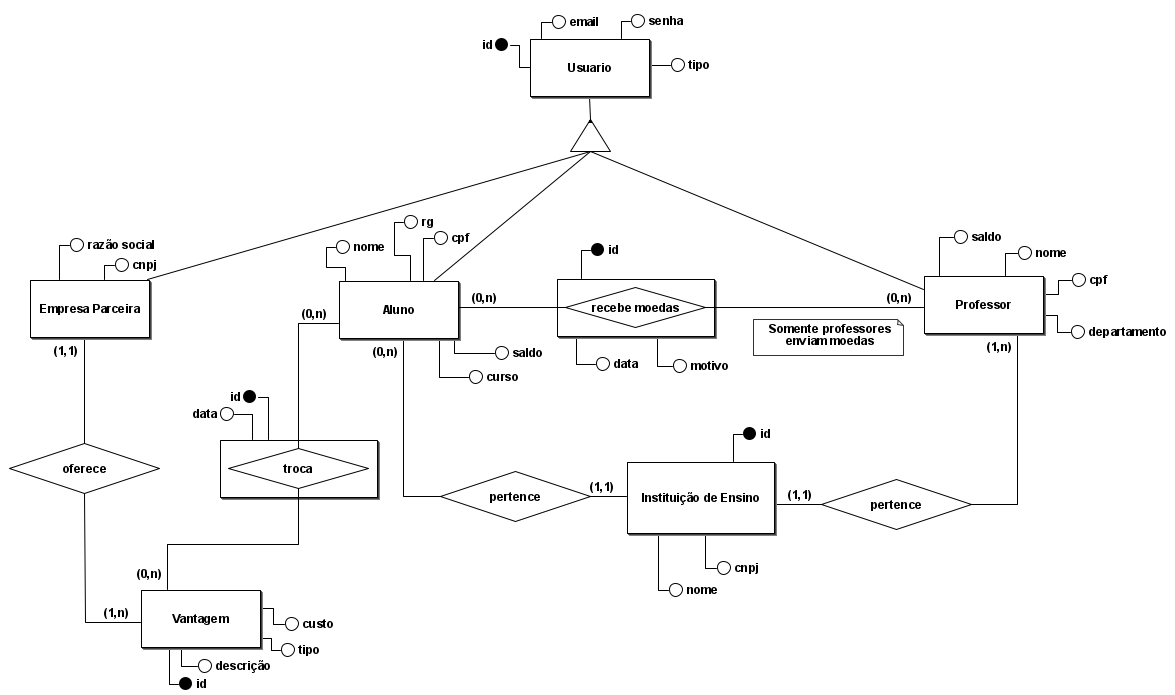 email
senha
id
Usuario
tipo
rg
razão social
nome
cpf
id
saldo
nome
cnpj
cpf
Empresa Parceira
(0,n)
Aluno
(0,n)
recebe moedas
(0,n)
Professor
Somente professores
enviam moedas
departamento
(1,1)
(0,n)
(1,n)
saldo
curso
data
motivo
id
data
id
oferece
troca
pertence
(1,1)
Instituição de Ensino
(1,1)
pertence
cnpj
nome
(0,n)
(1,n)
Vantagem
custo
tipo
descrição
id